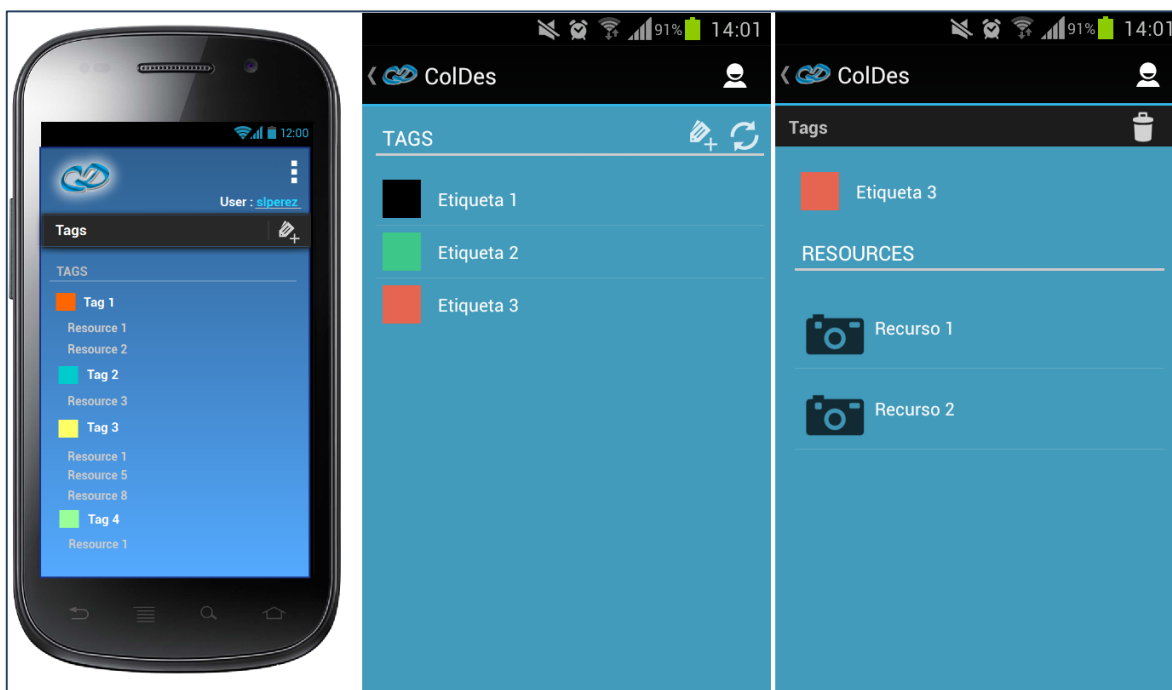 12:00
User : slperez
Tags
TAGS
Tag 1
Resource 1
Resource 2
Tag 2
Resource 3
Tag 3
Resource 1
Resource 5
Resource 8
Tag 4
Resource 1
91% 14:01
ColDes
TAGS
Etiqueta 1
Etiqueta 2
Etiqueta 3
91% 14:01
ColDes
Tags
Etiqueta 3
RESOURCES
Recurso 1
Recurso 2